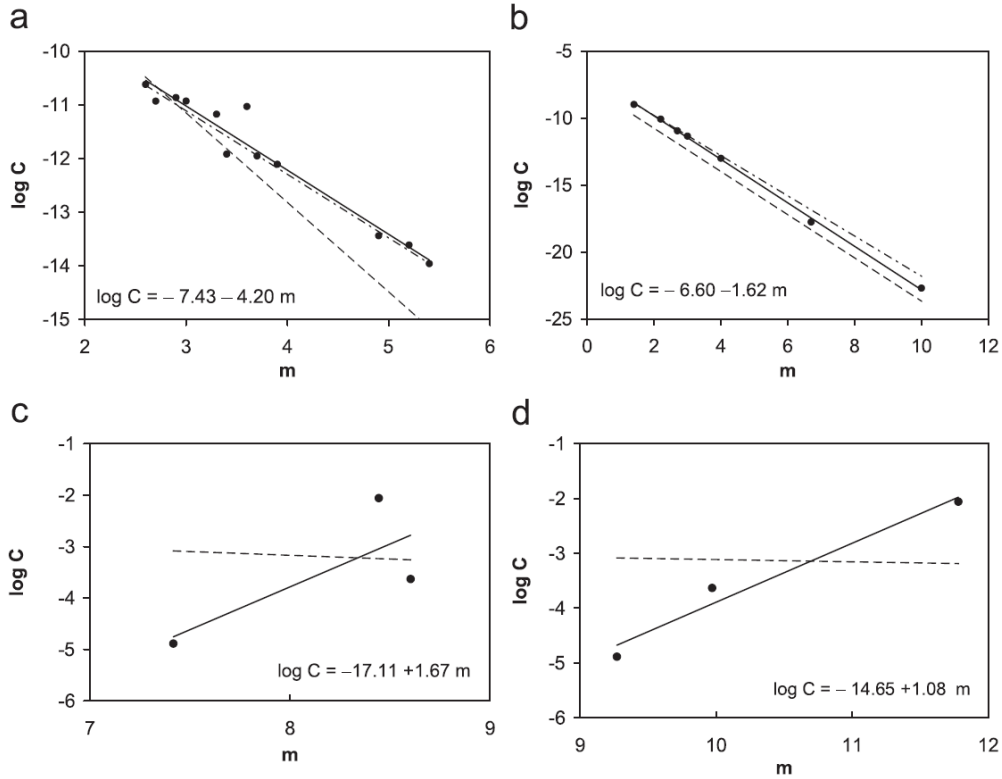 a
-10
-11
-12
-13
-14
-15
log C
log C = – 7.43 – 4.20 m
2 3 4 5 6
m
b
-5
-10
-15
-20
-25
log C
log C = – 6.60 –1.62 m
0 2 4 6 8 10 12
m
c
-1
-2
-3
-4
-5
-6
log C
log C = –17.11 +1.67 m
7 8 9
m
d
-1
-2
-3
-4
-5
-6
log C
log C = – 14.65 +1.08 m
9 10 11 12
m